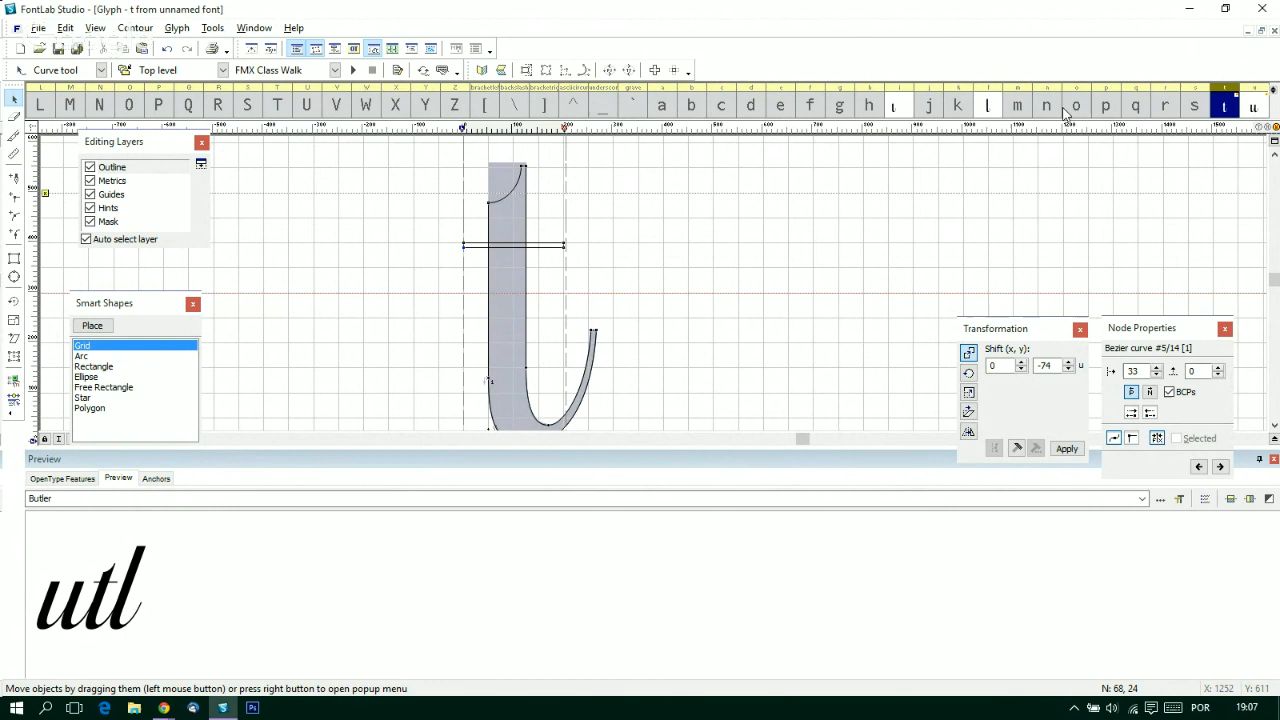 FontLab Studio - [Glyph - t from unnamed font]
File Edit View Contour Glyph Tools Window Help
Curve tool Top level FMX Class Walk
L M N O P Q R S T U V W X Y Z [ \ ] ^ _ ` a b c d e f g h i j k l m n o p q r s t u
L M N O P Q R S T U V W X Y Z [ \ ] ^ _ ` a b c d e f g h ı j k l m n o p q r s t u
Editing Layers
Outline
Metrics
Guides
Hints
Mask
Auto select layer
Smart Shapes
Place
Grid
Arc
Rectangle
Ellipse
Free Rectangle
Star
Polygon
Transformation
Shift (x, y):
0 -74 u
Apply
Node Properties
Bezier curve #5/14 [1]
33 0
BCPs
Selected
Preview
OpenType Features Preview Anchors
Butler
utl
Move objects by dragging them (left mouse button) or press right button to open popup menu N: 68, 24 X: 1252 Y: 611
POR 19:07